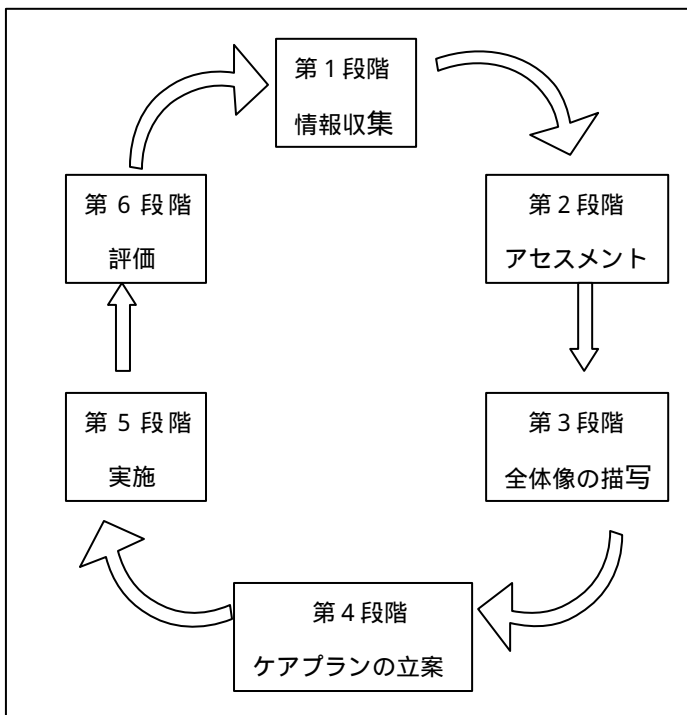 第1段階
情報収集
第2段階
アセスメント
第3段階
全体像の描写
第4段階
ケアプランの立案
第5段階
実施
第6段階
評価